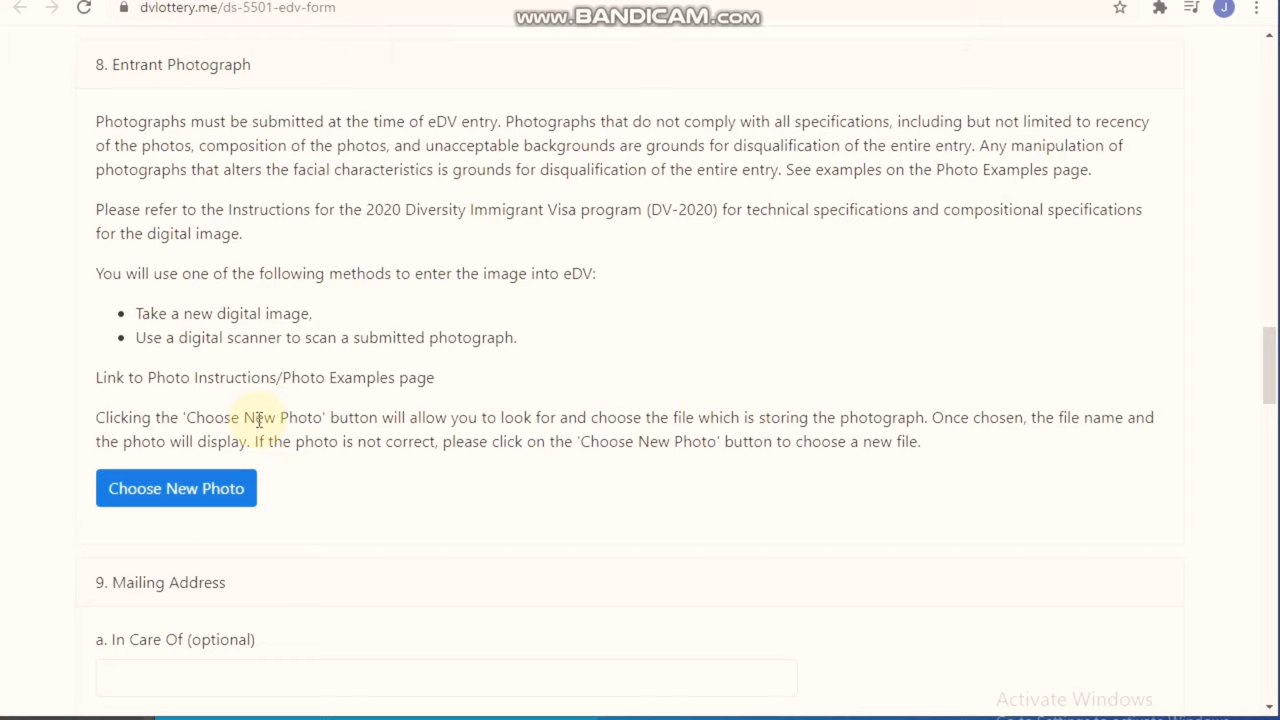 dvlottery.me/ds-5501-edv-form
www.BANDICAM.com
J
8. Entrant Photograph
Photographs must be submitted at the time of eDV entry. Photographs that do not comply with all specifications, including but not limited to recency
of the photos, composition of the photos, and unacceptable backgrounds are grounds for disqualification of the entire entry. Any manipulation of
photographs that alters the facial characteristics is grounds for disqualification of the entire entry. See examples on the Photo Examples page.
Please refer to the Instructions for the 2020 Diversity Immigrant Visa program (DV-2020) for technical specifications and compositional specifications
for the digital image.
You will use one of the following methods to enter the image into eDV:
• Take a new digital image,
• Use a digital scanner to scan a submitted photograph.
Link to Photo Instructions/Photo Examples page
Clicking the 'Choose New Photo' button will allow you to look for and choose the file which is storing the photograph. Once chosen, the file name and
the photo will display. If the photo is not correct, please click on the 'Choose New Photo' button to choose a new file.
Choose New Photo
9. Mailing Address
a. In Care Of (optional)
Activate Windows